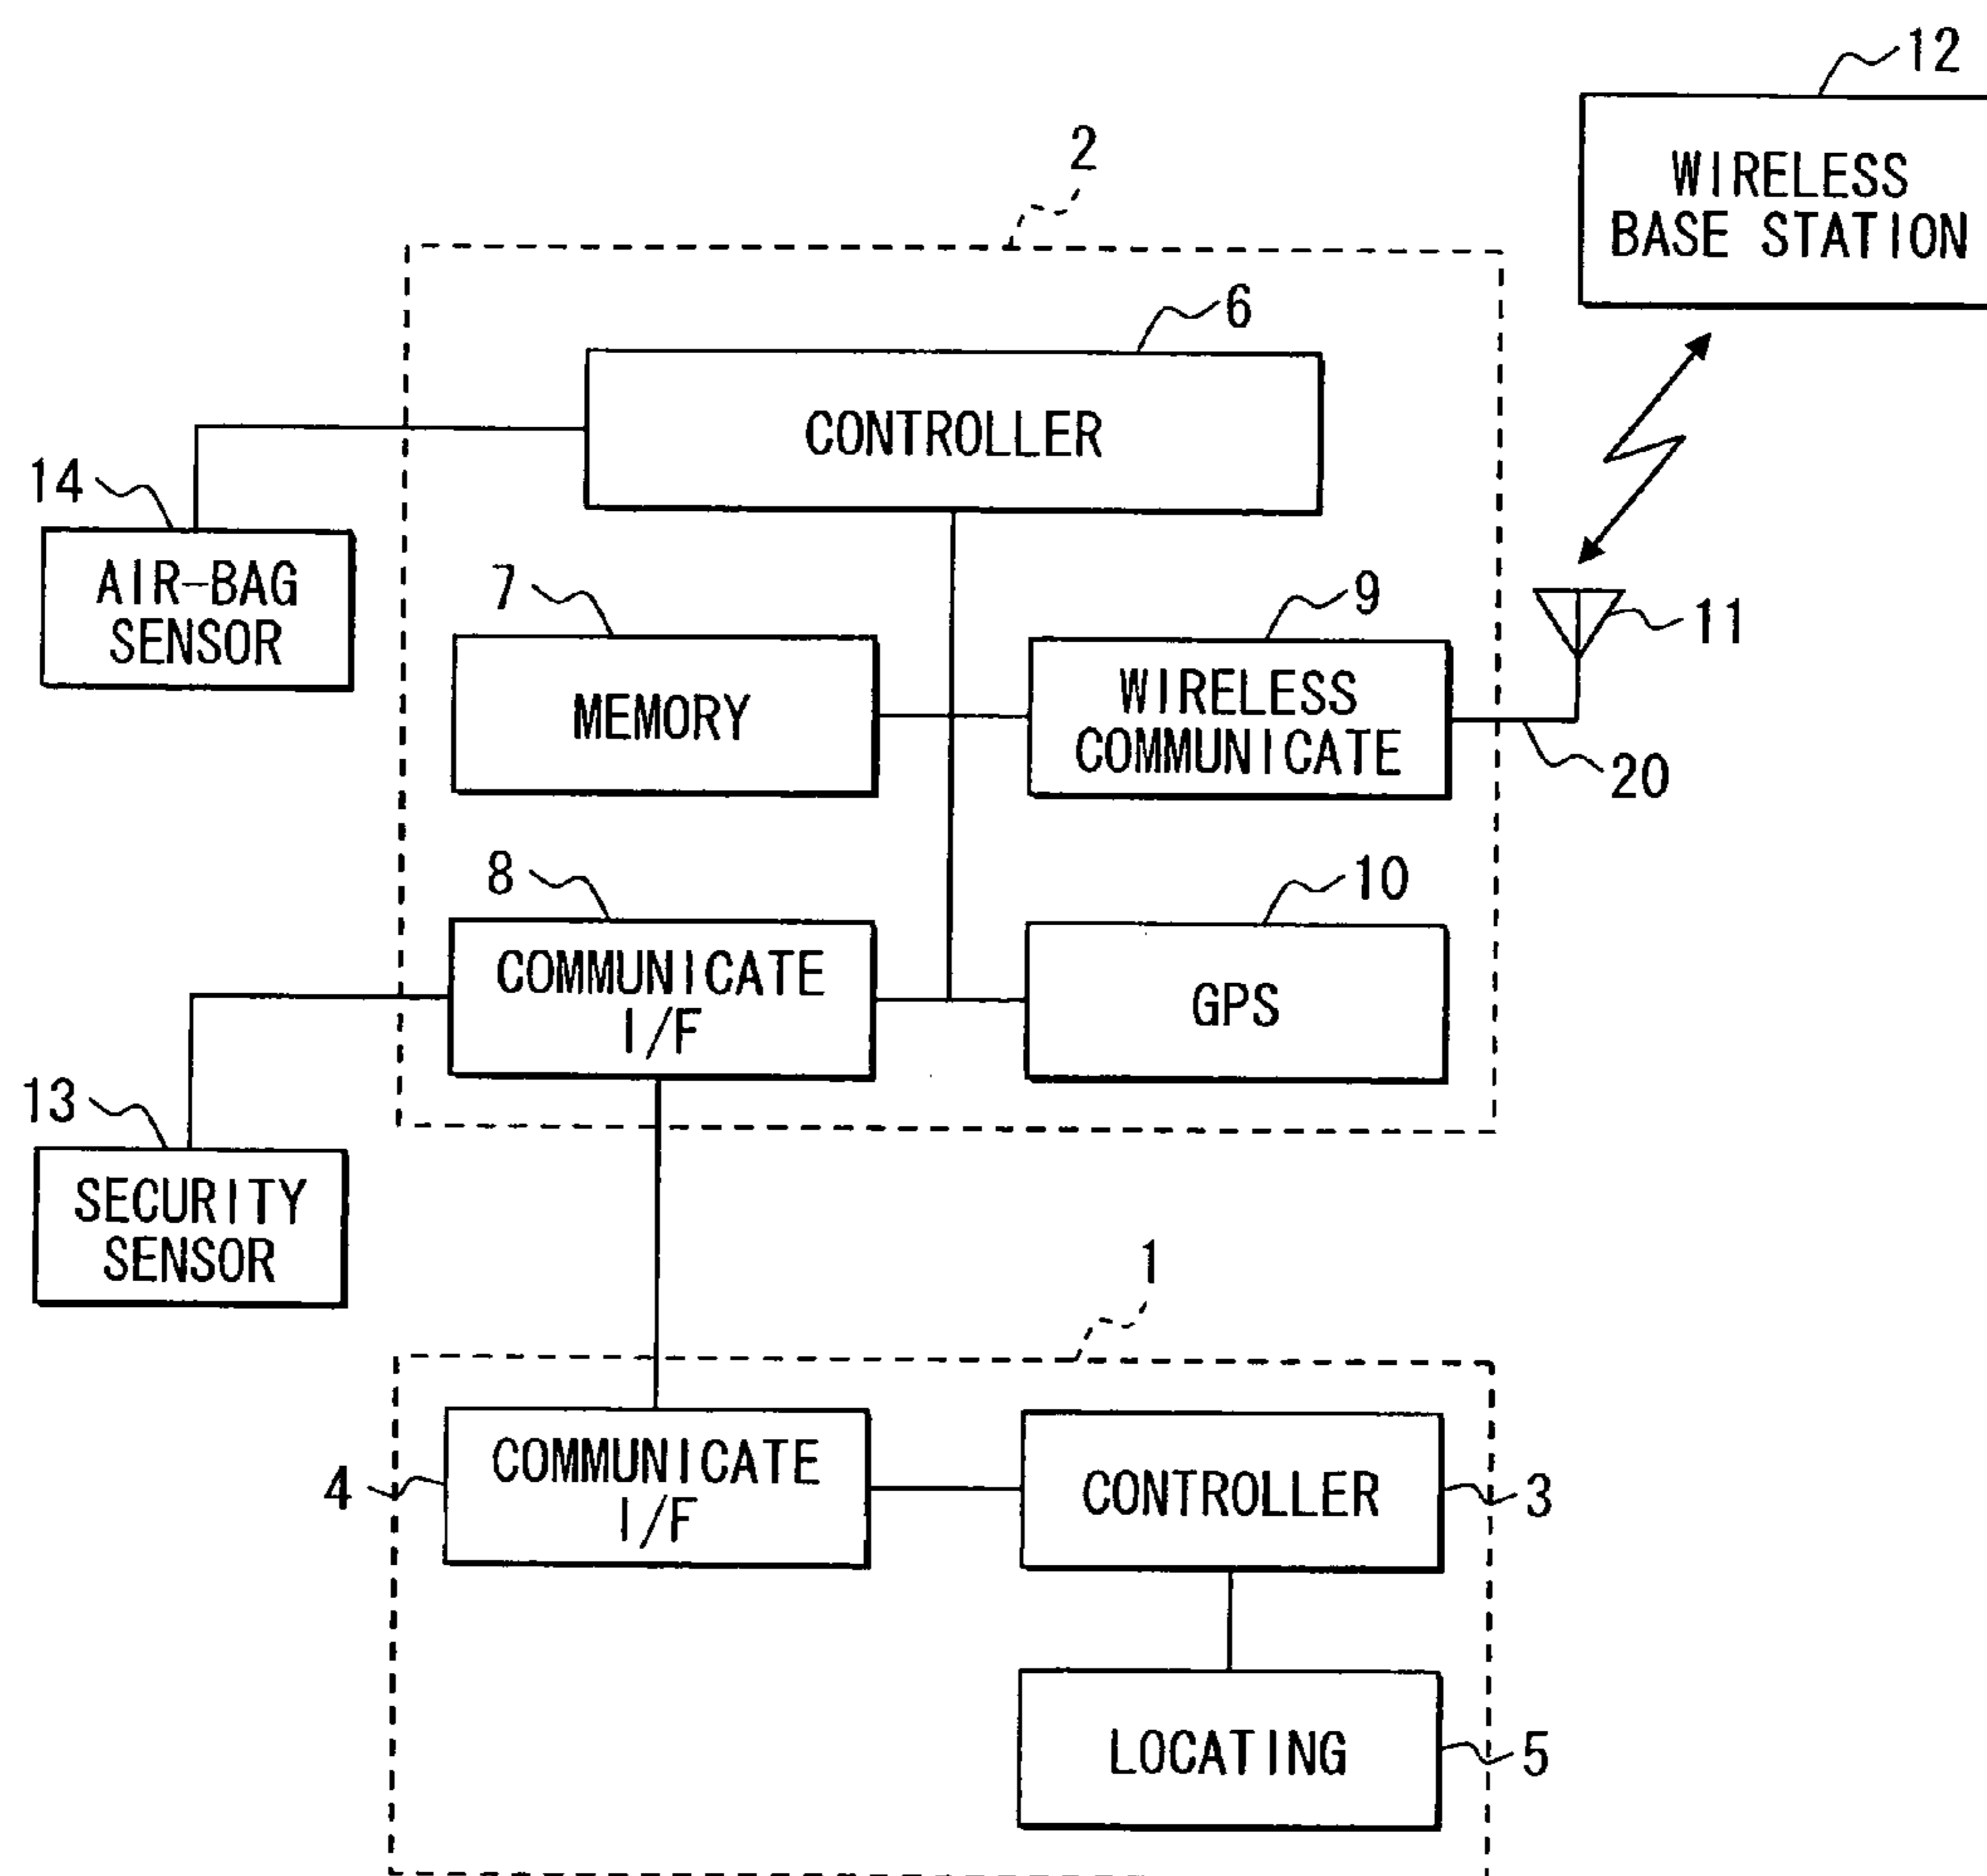 12
WIRELESS
BASE STATION
2
6
CONTROLLER
14
AIR-BAG
SENSOR
7
MEMORY
9
WIRELESS
COMMUNICATE
11
20
8
COMMUNICATE
I/F
10
GPS
13
SECURITY
SENSOR
1
4
COMMUNICATE
I/F
CONTROLLER
3
LOCATING
5